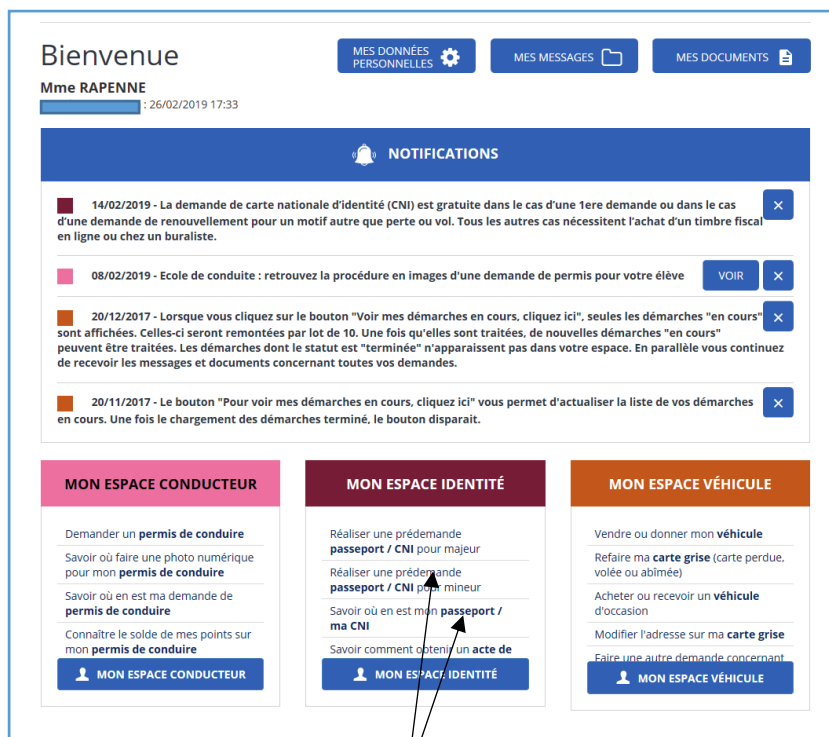 Bienvenue
MES DONNÉES
PERSONNELLES
MES MESSAGES
MES DOCUMENTS
Mme RAPENNE
: 26/02/2019 17:33
NOTIFICATIONS
14/02/2019 - La demande de carte nationale d'identité (CNI) est gratuite dans le cas d'une 1ere demande ou dans le cas
d'une demande de renouvellement pour un motif autre que perte ou vol. Tous les autres cas nécessitent l'achat d'un timbre fiscal
en ligne ou chez un buraliste.
08/02/2019 - Ecole de conduite : retrouvez la procédure en images d'une demande de permis pour votre élève
VOIR
20/12/2017 - Lorsque vous cliquez sur le bouton "Voir mes démarches en cours, cliquez ici", seules les démarches "en cours"
sont affichées. Celles-ci seront remontées par lot de 10. Une fois qu'elles sont traitées, de nouvelles démarches "en cours"
peuvent être traitées. Les démarches dont le statut est "terminée" n'apparaissent pas dans votre espace. En parallèle vous continuez
de recevoir les messages et documents concernant toutes vos demandes.
20/11/2017 - Le bouton "Pour voir mes démarches en cours, cliquez ici" vous permet d'actualiser la liste de vos démarches
en cours. Une fois le chargement des démarches terminé, le bouton disparait.
MON ESPACE CONDUCTEUR
Demander un permis de conduire
Savoir où faire une photo numérique
pour mon permis de conduire
Savoir où en est ma demande de
permis de conduire
Connaître le solde de mes points sur
mon permis de conduire
MON ESPACE CONDUCTEUR
MON ESPACE IDENTITÉ
Réaliser une prédemande
passeport / CNI pour majeur
Réaliser une prédemande
passeport / CNI pour mineur
Savoir où en est mon passeport /
ma CNI
Savoir comment obtenir un acte de
MON ESPACE IDENTITÉ
MON ESPACE VÉHICULE
Vendre ou donner mon véhicule
Refaire ma carte grise (carte perdue,
volée ou abîmée)
Acheter ou recevoir un véhicule
d'occasion
Modifier l'adresse sur ma carte grise
Faire une autre demande concernant
MON ESPACE VÉHICULE